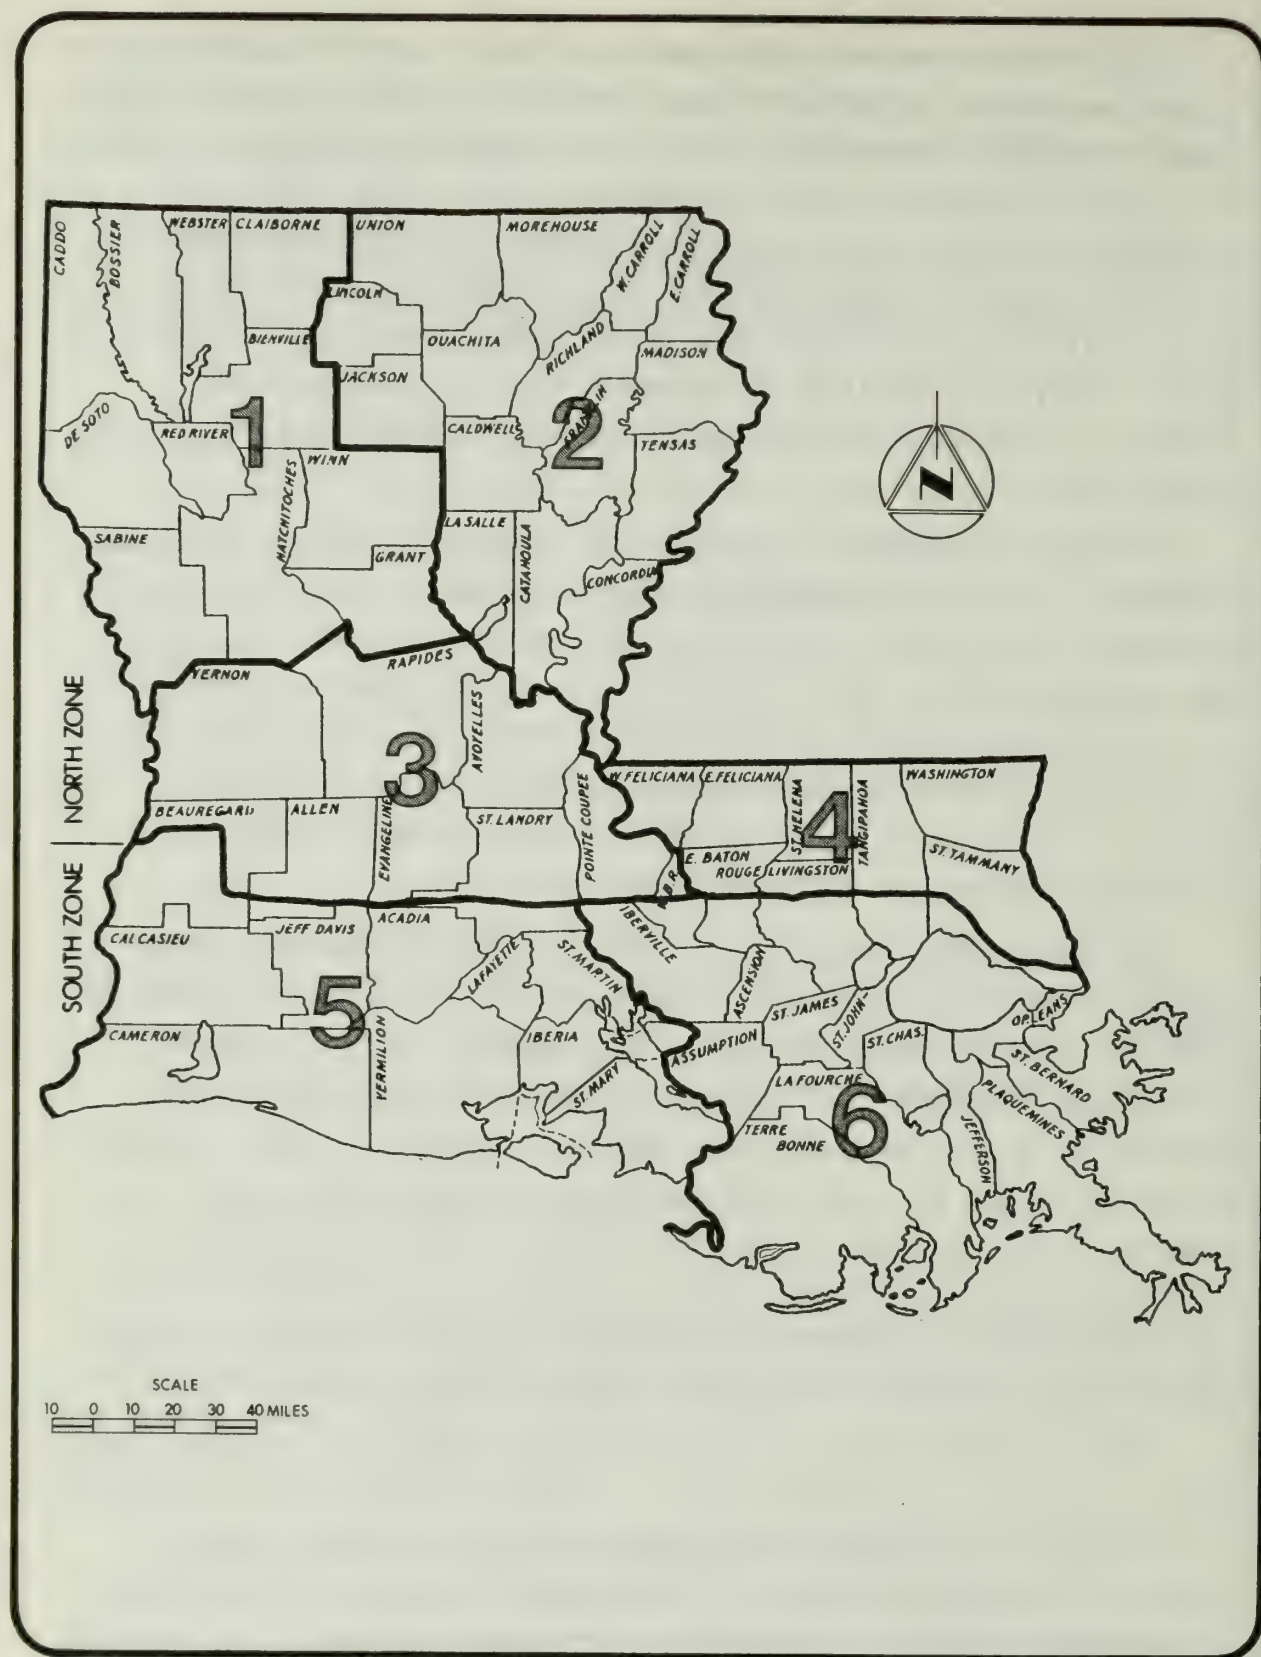 CADDO
BOSSIER
WEBSTER
CLAIBORNE
UNION
MOREHOUSE
W. CARROLL
E. CARROLL
LINCOLN
BIENVILLE
OUACHITA
RICHLAND
MADISON
JACKSON
DE SOTO
RED RIVER
1
CALDWELL
FRANKLIN
2
TENSAS
WINN
NATCHITOCHES
N
SABINE
LA SALLE
GRANT
CATAHOULA
CONCORDIA
RAPIDES
VERNON
NORTH ZONE
AVOYELLES
3
W. FELICIANA
E. FELICIANA
ST. HELENA
4
TANGIPAHOA
WASHINGTON
BEAUREGARD
ALLEN
EVANGELINE
ST. LANDRY
POINTE COUPEE
E. BATON
ROUGE
LIVINGSTON
ST. TAMMANY
W.B.R.
SOUTH ZONE
CALCASIEU
JEFF DAVIS
ACADIA
LAFAYETTE
ST. MARTIN
IBERVILLE
ASCENSION
5
CAMERON
VERMILION
IBERIA
ST. MARY
ASSUMPTION
ST. JAMES
ST. JOHN
ST. CHAS.
ORLEANS
ST. BERNARD
PLAQUEMINES
LA FOURCHE
6
TERRE
BONNE
JEFFERSON
SCALE
10 0 10 20 30 40 MILES